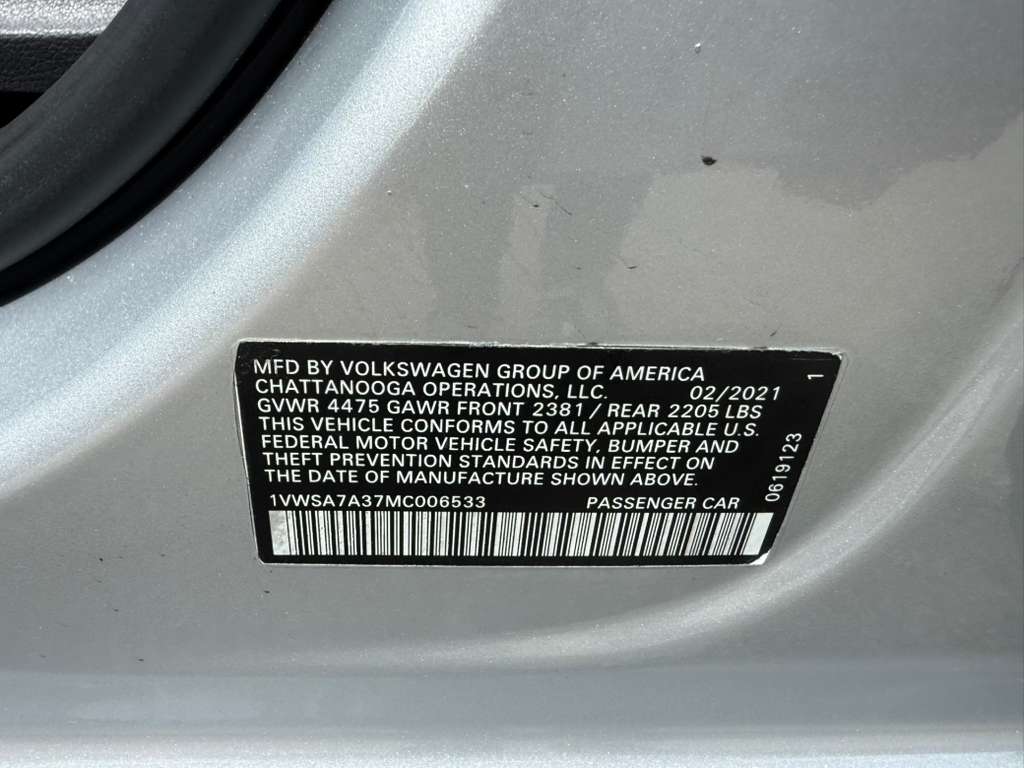 MFD BY VOLKSWAGEN GROUP OF AMERICA
CHATTANOOGA OPERATIONS, LLC. 02/2021
GVWR 4475 GAWR FRONT 2381 / REAR 2205 LBS
THIS VEHICLE CONFORMS TO ALL APPLICABLE U.S.
FEDERAL MOTOR VEHICLE SAFETY, BUMPER AND
THEFT PREVENTION STANDARDS IN EFFECT ON
THE DATE OF MANUFACTURE SHOWN ABOVE.
1VWSA7A37MC006533 PASSENGER CAR
0619123 1